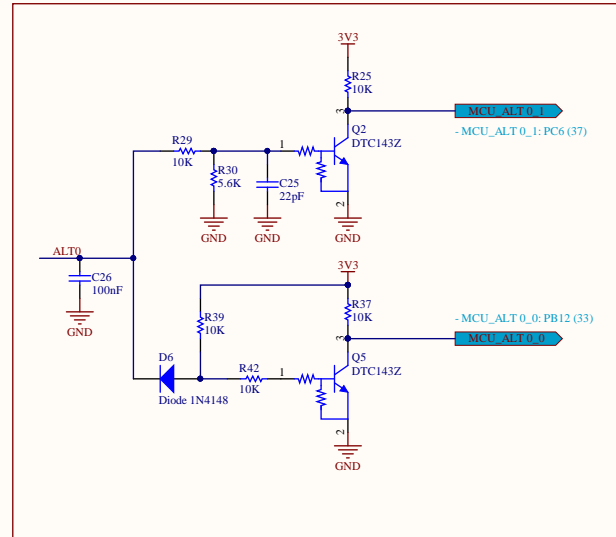 3V3
R25
10K
3
MCU_ALT 0_1
- MCU_ALT 0_1: PC6 (37)
R29
10K
1
Q2
DTC143Z
R30
5.6K
C25
22pF
2
GND
GND
GND
ALT0
C26
100nF
GND
3V3
R39
10K
R37
10K
- MCU_ALT 0_0: PB12 (33)
3
MCU_ALT 0_0
D6
Diode 1N4148
R42
10K
1
Q5
DTC143Z
2
GND